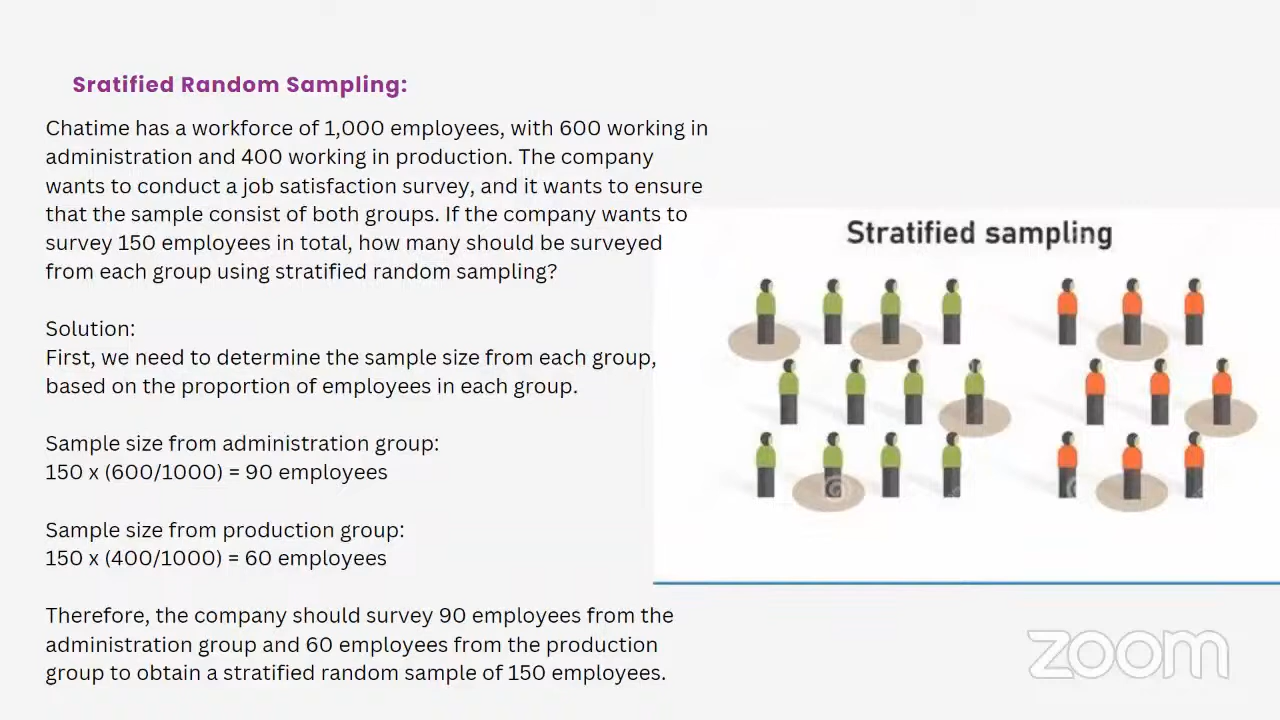 Sratified Random Sampling:
Chatime has a workforce of 1,000 employees, with 600 working in
administration and 400 working in production. The company
wants to conduct a job satisfaction survey, and it wants to ensure
that the sample consist of both groups. If the company wants to
survey 150 employees in total, how many should be surveyed
from each group using stratified random sampling?
Solution:
First, we need to determine the sample size from each group,
based on the proportion of employees in each group.
Sample size from administration group:
150 x (600/1000) = 90 employees
Sample size from production group:
150 x (400/1000) = 60 employees
Therefore, the company should survey 90 employees from the
administration group and 60 employees from the production
group to obtain a stratified random sample of 150 employees.
Stratified sampling
zoom